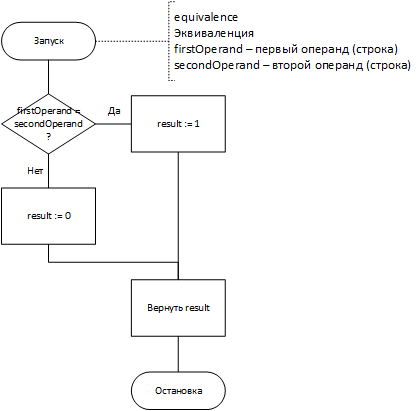 Запуск
equivalence
Эквиваленция
firstOperand – первый операнд (строка)
secondOperand – второй операнд (строка)
firstOperand =
secondOperand
?
Да
result := 1
Нет
result := 0
Вернуть result
Остановка